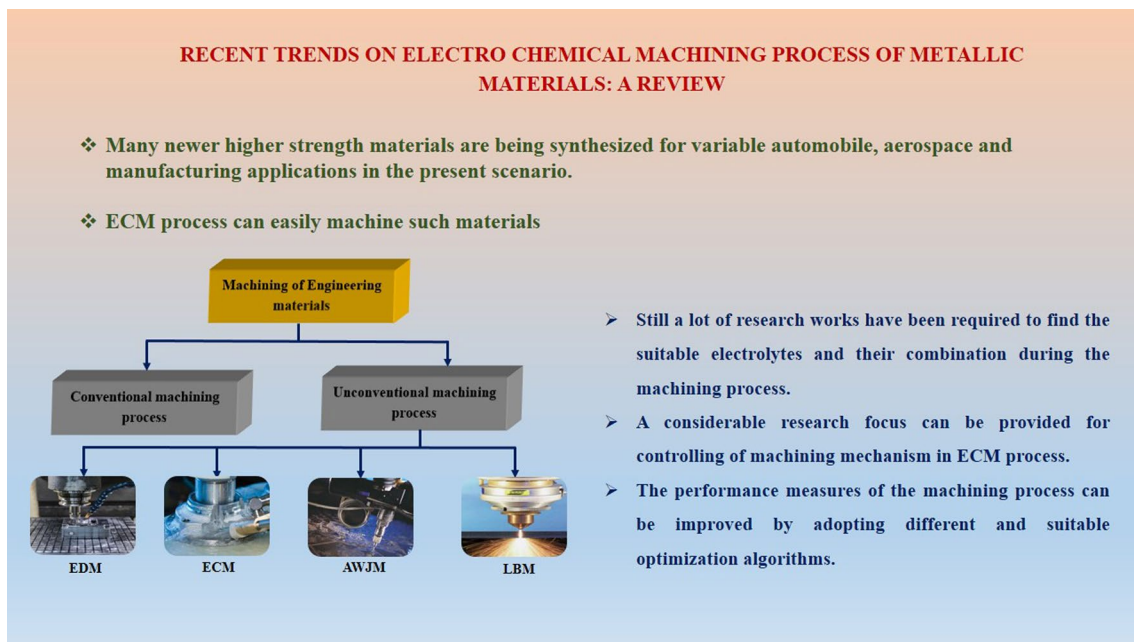 RECENT TRENDS ON ELECTRO CHEMICAL MACHINING PROCESS OF METALLIC
MATERIALS: A REVIEW
❖ Many newer higher strength materials are being synthesized for variable automobile, aerospace and
manufacturing applications in the present scenario.
❖ ECM process can easily machine such materials
Machining of Engineering
materials
Conventional machining
process
Unconventional machining
process
EDM
ECM
AWJM
LBM
➢ Still a lot of research works have been required to find the
suitable electrolytes and their combination during the
machining process.
➢ A considerable research focus can be provided for
controlling of machining mechanism in ECM process.
➢ The performance measures of the machining process can
be improved by adopting different and suitable
optimization algorithms.